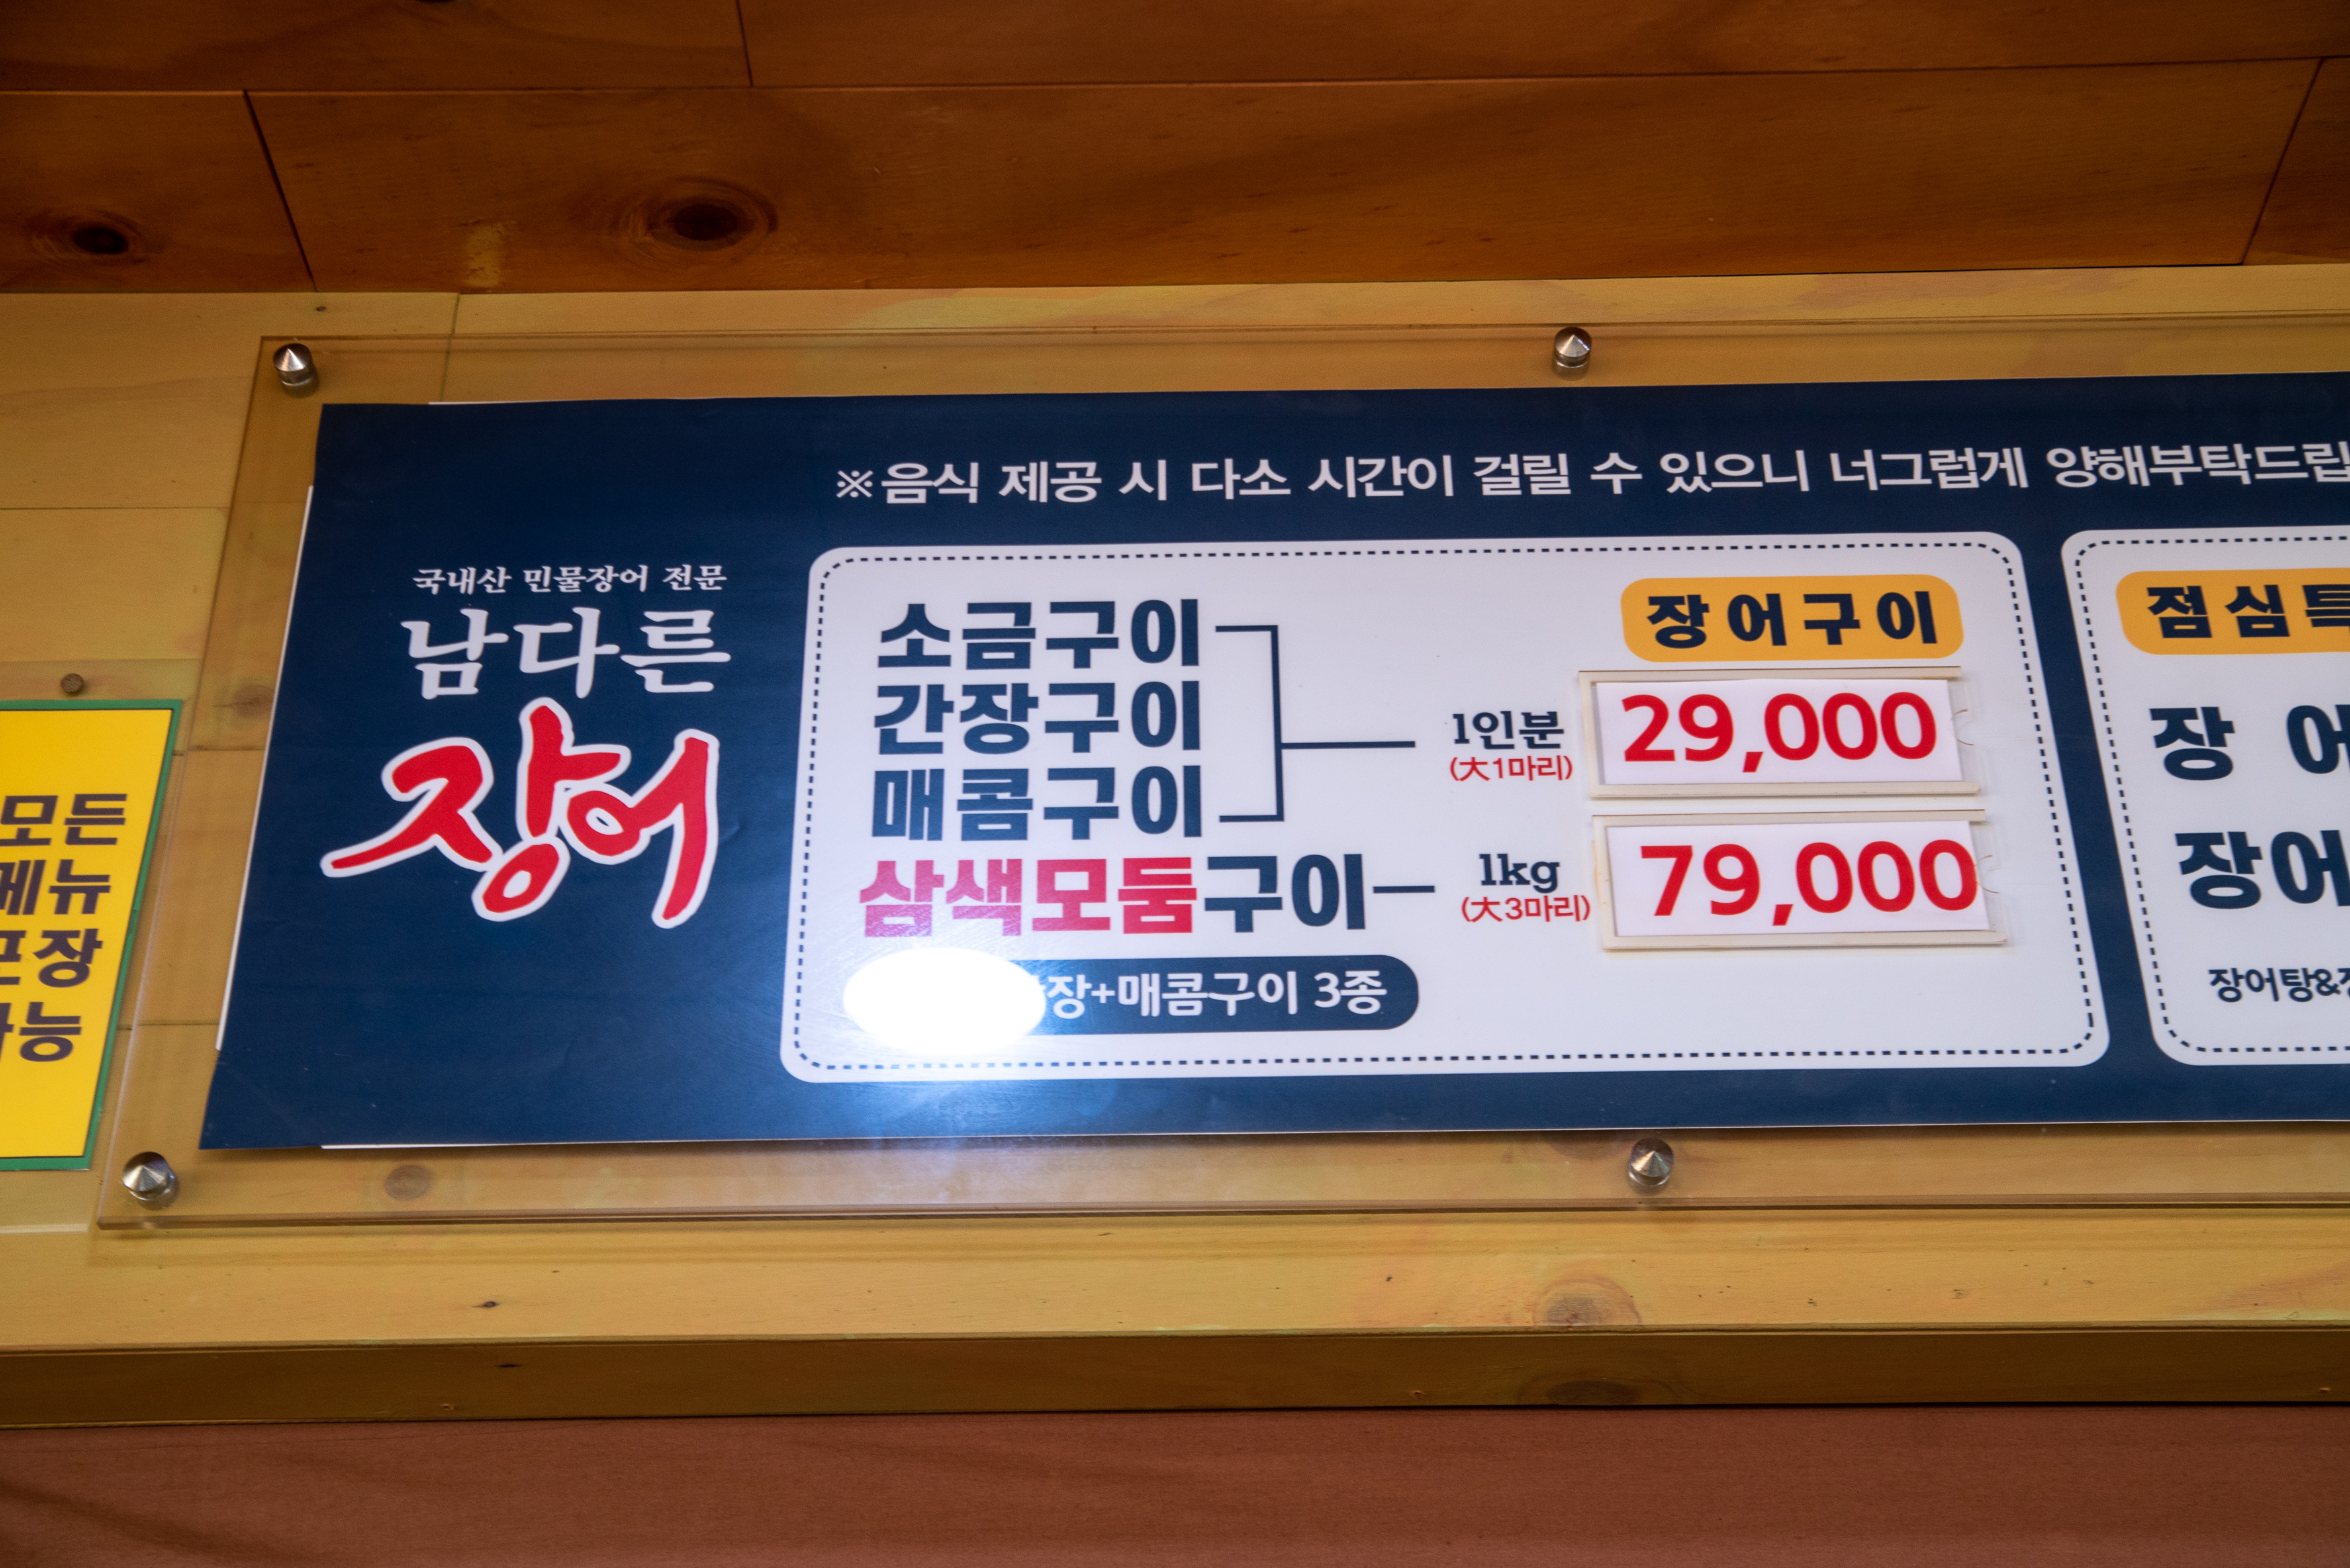 ※음식 제공 시 다소 시간이 걸릴 수 있으니 너그럽게 양해부탁드립
국내산 민물장어 전문
남다른
장어
장어구이
소금구이
간장구이
매콤구이
1인분
(大1마리)
29,000
삼색모둠구이
1kg
(大3마리)
79,000
장+매콤구이 3종
점심특
장 어
장어
장어탕&
모든
메뉴
포장
가능